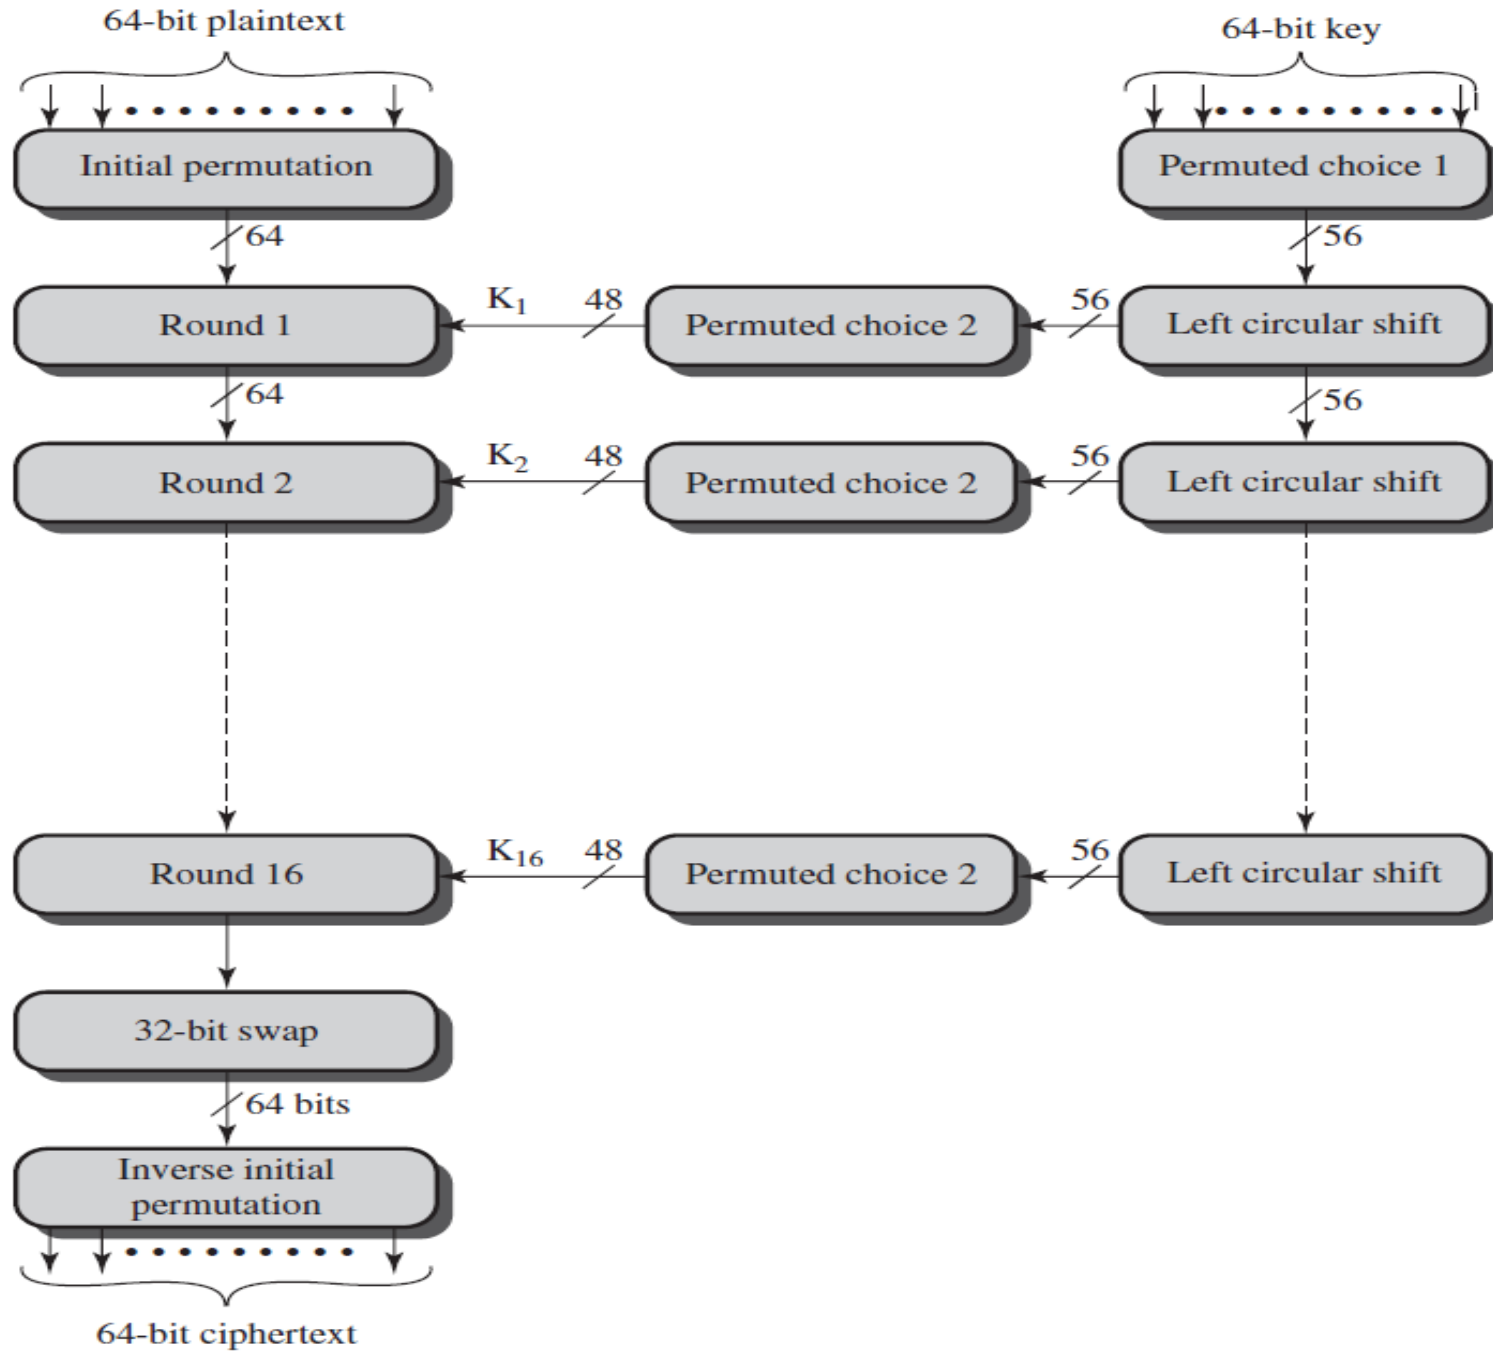 64-bit plaintext
64-bit key
Initial permutation
Permuted choice 1
64
56
Round 1
K1
48
Permuted choice 2
56
Left circular shift
64
56
Round 2
K2
48
Permuted choice 2
56
Left circular shift
Round 16
K16
48
Permuted choice 2
56
Left circular shift
32-bit swap
64 bits
Inverse initial
permutation
64-bit ciphertext